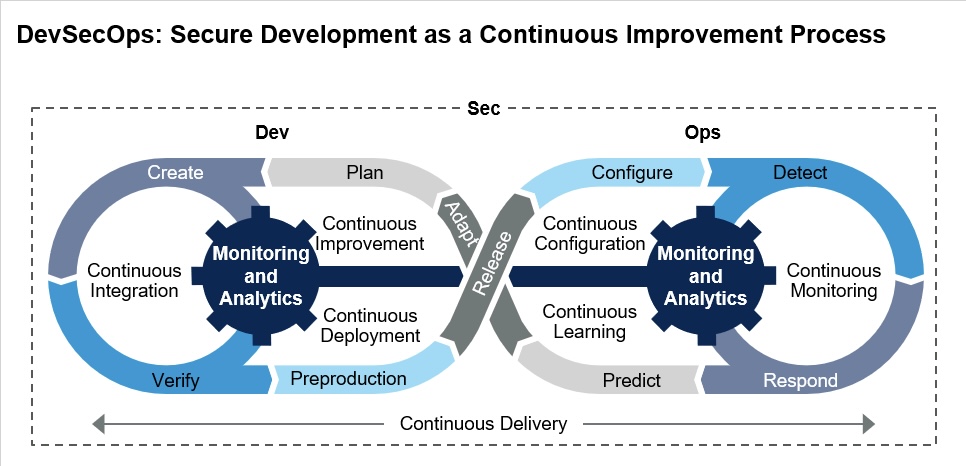 DevSecOps: Secure Development as a Continuous Improvement Process
Sec
Dev
Ops
Create
Plan
Configure
Detect
Adapt
Release
Continuous
Improvement
Continuous
Configuration
Monitoring
and
Analytics
Monitoring
and
Analytics
Continuous
Integration
Continuous
Monitoring
Continuous
Deployment
Continuous
Learning
Verify
Preproduction
Predict
Respond
Continuous Delivery